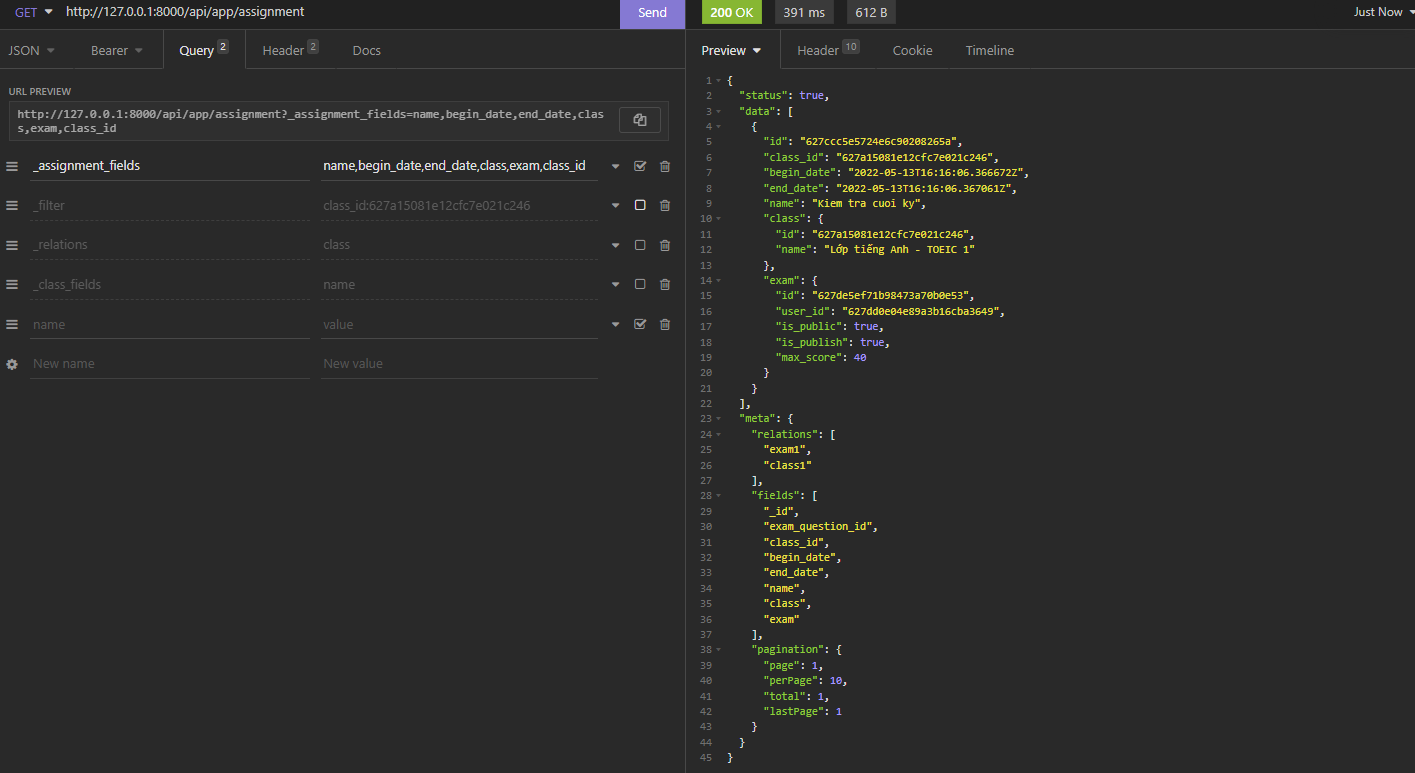 GET http://127.0.0.1:8000/api/app/assignment Send 200 OK 391 ms 612 B Just Now
JSON Bearer Query 2 Header 2 Docs
URL PREVIEW
http://127.0.0.1:8000/api/app/assignment?_assignment_fields=name,begin_date,end_date,clas
s,exam,class_id
_assignment_fields name,begin_date,end_date,class,exam,class_id
_filter class_id:627a15081e12cfc7e021c246
_relations class
_class_fields name
name value
New name New value
Preview Header 10 Cookie Timeline
1 {
2 "status": true,
3 "data": [
4 {
5 "id": "627ccc5e5724e6c90208265a",
6 "class_id": "627a15081e12cfc7e021c246",
7 "begin_date": "2022-05-13T16:16:06.366672Z",
8 "end_date": "2022-05-13T16:16:06.367061Z",
9 "name": "Kiem tra cuoi ky",
10 "class": {
11 "id": "627a15081e12cfc7e021c246",
12 "name": "Lớp tiếng Anh - TOEIC 1"
13 },
14 "exam": {
15 "id": "627de5ef71b98473a70b0e53",
16 "user_id": "627dd0e04e89a3b16cba3649",
17 "is_public": true,
18 "is_publish": true,
19 "max_score": 40
20 }
21 }
22 ],
23 "meta": {
24 "relations": [
25 "exam1",
26 "class1"
27 ],
28 "fields": [
29 "_id",
30 "exam_question_id",
31 "class_id",
32 "begin_date",
33 "end_date",
34 "name",
35 "class",
36 "exam"
37 ],
38 "pagination": {
39 "page": 1,
40 "perPage": 10,
41 "total": 1,
42 "lastPage": 1
43 }
44 }
45 }